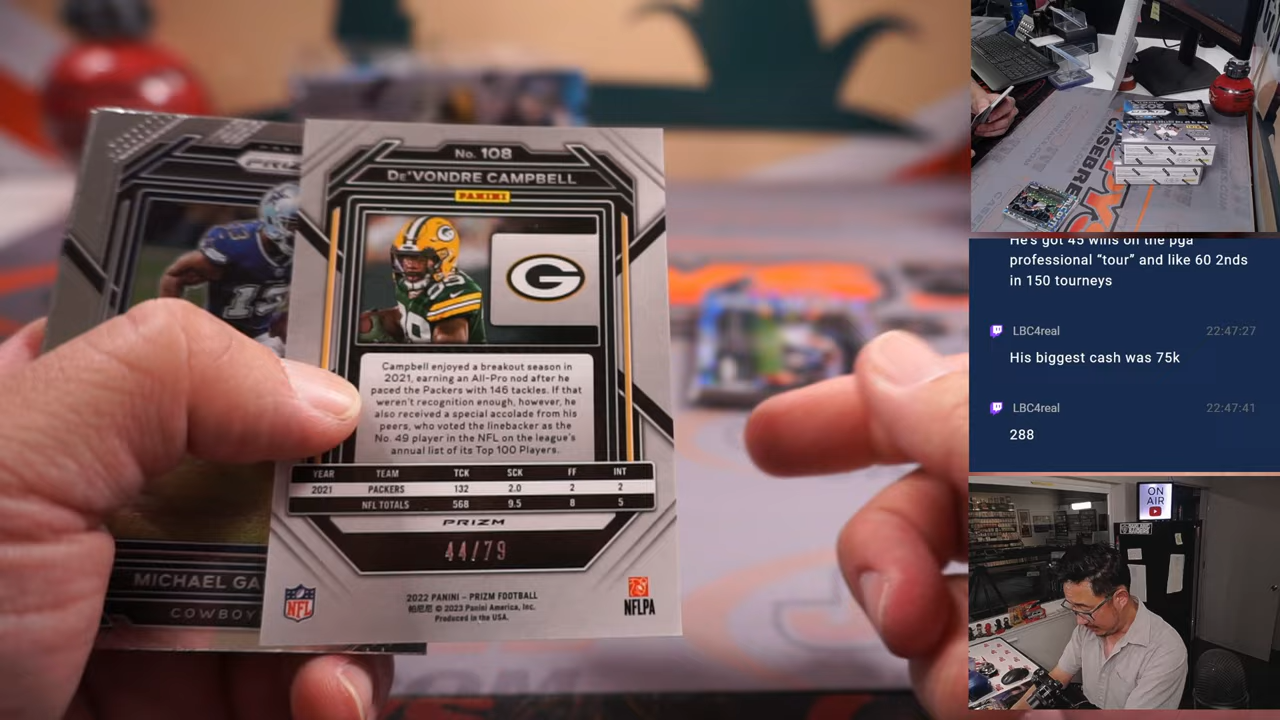 No. 108
DE'VONDRE CAMPBELL
PANINI
G
Campbell enjoyed a breakout season in
2021, earning an All-Pro nod after he
paced the Packers with 146 tackles. If that
weren't recognition enough, however, he
also received a special accolade from his
peers, who voted the linebacker as the
No. 49 player in the NFL on the league's
annual list of its Top 100 Players.
YEAR TEAM TCK SCK FF INT
2021 PACKERS 132 2.0 2 2
NFL TOTALS 568 9.5 8 5
PRIZM
44/79
2022 PANINI – PRIZM FOOTBALL
帕尼尼 © 2023 Panini America, Inc.
Produced in the USA.
NFL
NFLPA
PRIZ
13
MICHAEL GA
COWBOY
CASEBRE
He's got 45 wins on the pga
professional “tour” and like 60 2nds
in 150 tourneys
LBC4real 22:47:27
His biggest cash was 75k
LBC4real 22:47:41
288
ON
AIR